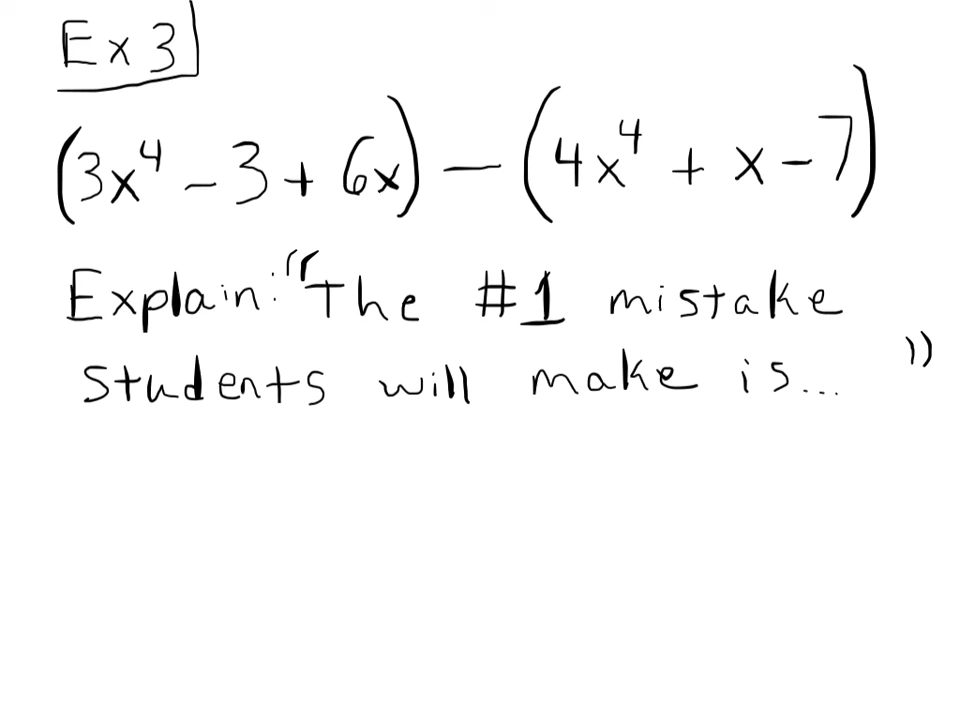 Ex 3
(3x⁴ - 3 + 6x) - (4x⁴ + x - 7)
Explain: "The #1 mistake
students will make is..."